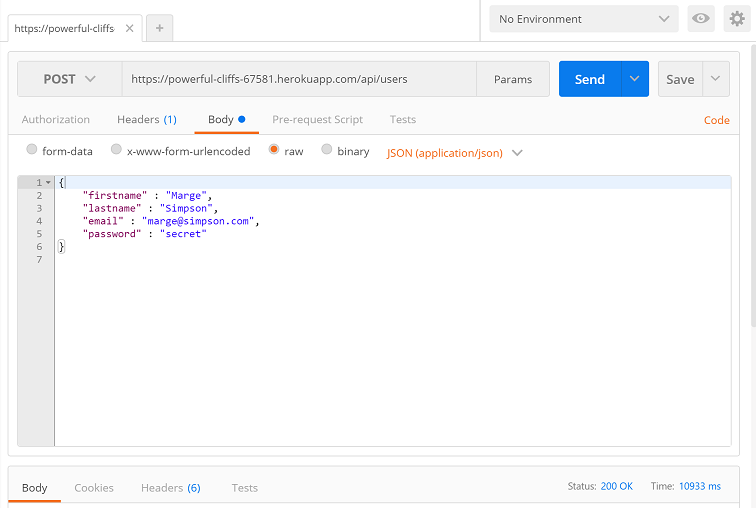 https://powerful-cliffs
No Environment
POST https://powerful-cliffs-67581.herokuapp.com/api/users Params Send Save
Authorization Headers (1) Body Pre-request Script Tests Code
form-data x-www-form-urlencoded raw binary JSON (application/json)
1 {
2 "firstname" : "Marge",
3 "lastname" : "Simpson",
4 "email" : "marge@simpson.com",
5 "password" : "secret"
6 }
7
Body Cookies Headers (6) Tests Status: 200 OK Time: 10933 ms